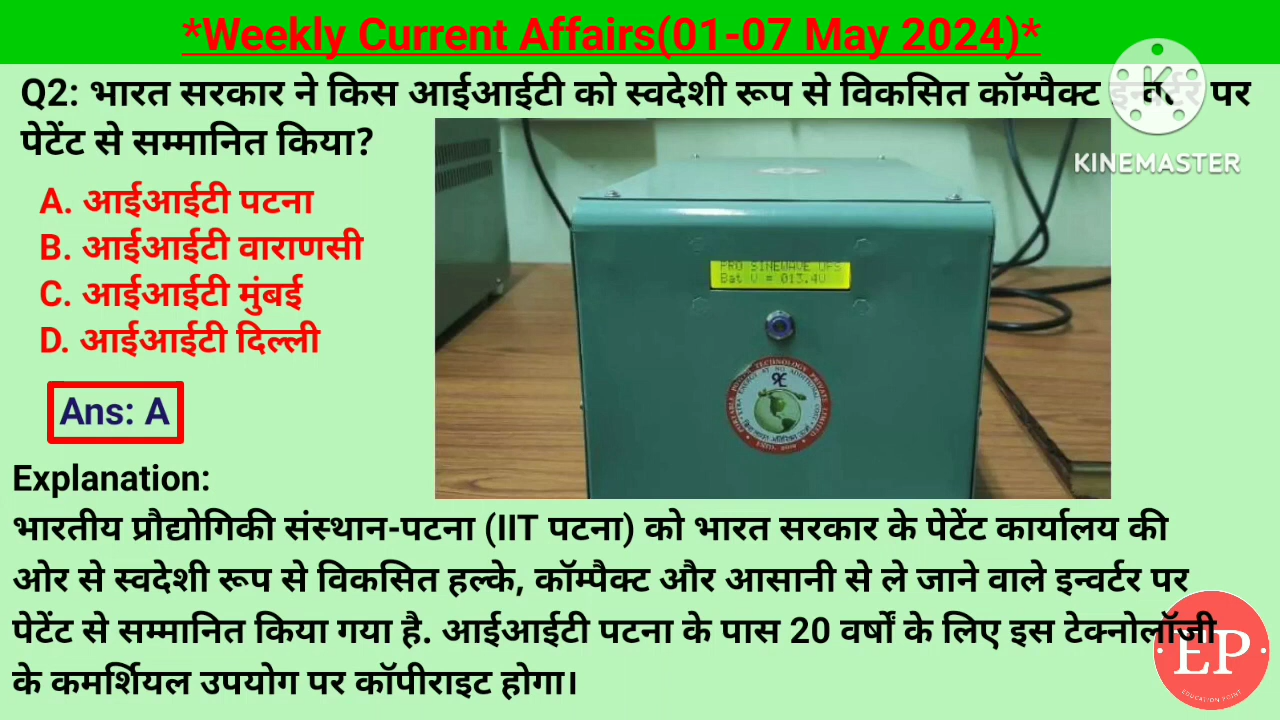 *Weekly Current Affairs(01-07 May 2024)*
Q2: भारत सरकार ने किस आईआईटी को स्वदेशी रूप से विकसित कॉम्पैक्ट पर
पेटेंट से सम्मानित किया?
KINEMASTER
A. आईआईटी पटना
B. आईआईटी वाराणसी
C. आईआईटी मुंबई
D. आईआईटी दिल्ली
PRO SINEWAVE UPS
Bat V = 013.4V
Ans: A
Explanation:
भारतीय प्रौद्योगिकी संस्थान-पटना (IIT पटना) को भारत सरकार के पेटेंट कार्यालय की
ओर से स्वदेशी रूप से विकसित हल्के, कॉम्पैक्ट और आसानी से ले जाने वाले इन्वर्टर पर
पेटेंट से सम्मानित किया गया है. आईआईटी पटना के पास 20 वर्षों के लिए इस टेक्नोलॉजी
के कमर्शियल उपयोग पर कॉपीराइट होगा।
EP
EDUCATION POINT